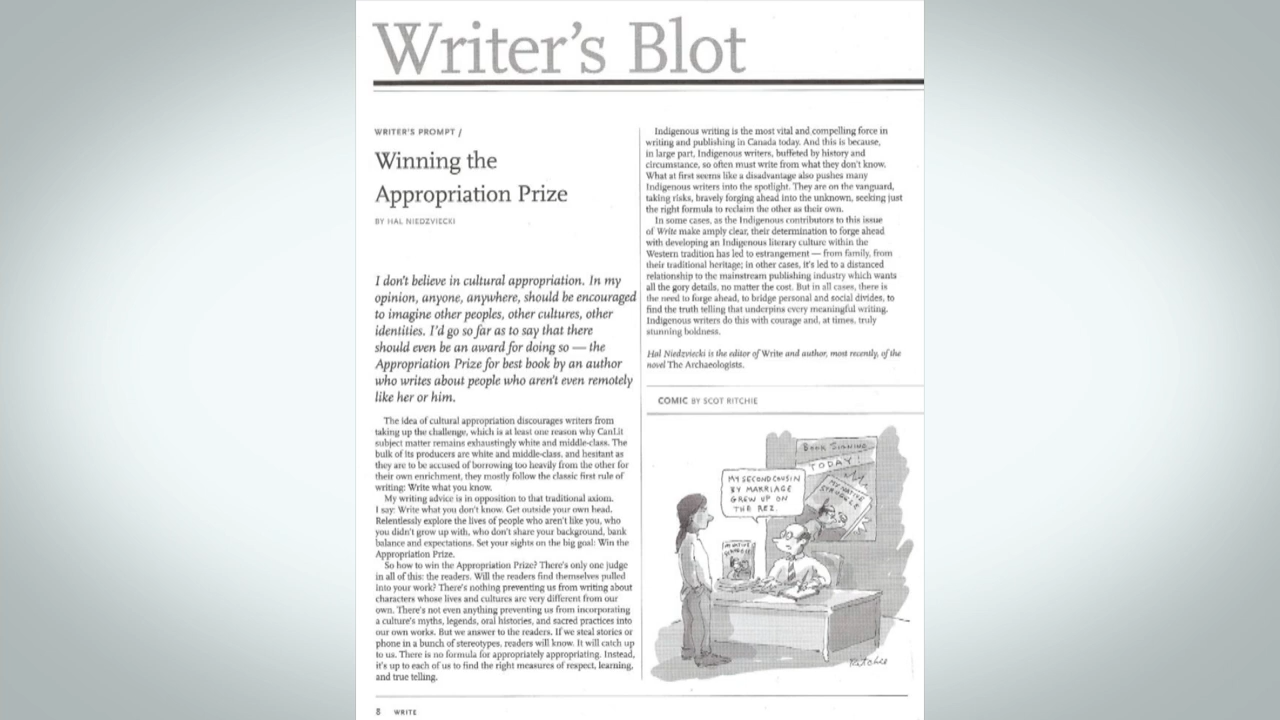 Writer's Blot
WRITER'S PROMPT /
Winning the
Appropriation Prize
BY HAL NIEDZVIECKI
I don't believe in cultural appropriation. In my
opinion, anyone, anywhere, should be encouraged
to imagine other peoples, other cultures, other
identities. I'd go so far as to say that there
should even be an award for doing so — the
Appropriation Prize for best book by an author
who writes about people who aren't even remotely
like her or him.
The idea of cultural appropriation discourages writers from
taking up the challenge, which is at least one reason why CanLit
subject matter remains exhaustingly white and middle-class. The
bulk of its producers are white and middle-class, and hesitant as
they are to be accused of borrowing too heavily from the other for
their own enrichment, they mostly follow the classic first rule of
writing: Write what you know.
My writing advice is in opposition to that traditional axiom.
I say: Write what you don't know. Get outside your own head.
Relentlessly explore the lives of people who aren't like you, who
you didn't grow up with, who don't share your background, bank
balance and expectations. Set your sights on the big goal: Win the
Appropriation Prize.
So how to win the Appropriation Prize? There's only one judge
in all of this: the readers. Will the readers find themselves pulled
into your work? There's nothing preventing us from writing about
characters whose lives and cultures are very different from our
own. There's not even anything preventing us from incorporating
a culture's myths, legends, oral histories, and sacred practices into
our own works. But we answer to the readers. If we steal stories or
phone in a bunch of stereotypes, readers will know. It will catch up
to us. There is no formula for appropriately appropriating. Instead,
it's up to each of us to find the right measures of respect, learning,
and true telling.
Indigenous writing is the most vital and compelling force in
writing and publishing in Canada today. And this is because,
in large part, Indigenous writers, buffeted by history and
circumstance, so often must write from what they don't know.
What at first seems like a disadvantage also pushes many
Indigenous writers into the spotlight. They are on the vanguard,
taking risks, bravely forging ahead into the unknown, seeking just
the right formula to reclaim the other as their own.
In some cases, as the Indigenous contributors to this issue
of Write make amply clear, their determination to forge ahead
with developing an Indigenous literary culture within the
Western tradition has led to estrangement — from family, from
their traditional heritage; in other cases, it's led to a distanced
relationship to the mainstream publishing industry which wants
all the gory details, no matter the cost. But in all cases, there is
the need to forge ahead, to bridge personal and social divides, to
find the truth telling that underpins every meaningful writing.
Indigenous writers do this with courage and, at times, truly
stunning boldness.
Hal Niedzviecki is the editor of Write and author, most recently, of the
novel The Archaeologists.
COMIC BY SCOT RITCHIE
BOOK SIGNING
TODAY!
MY NATIVE
STRUGGLE
MY SECOND COUSIN
BY MARRIAGE
GREW UP ON
THE REZ.
MY NATIVE
STRUGGLE
Ritchie
8 WRITE